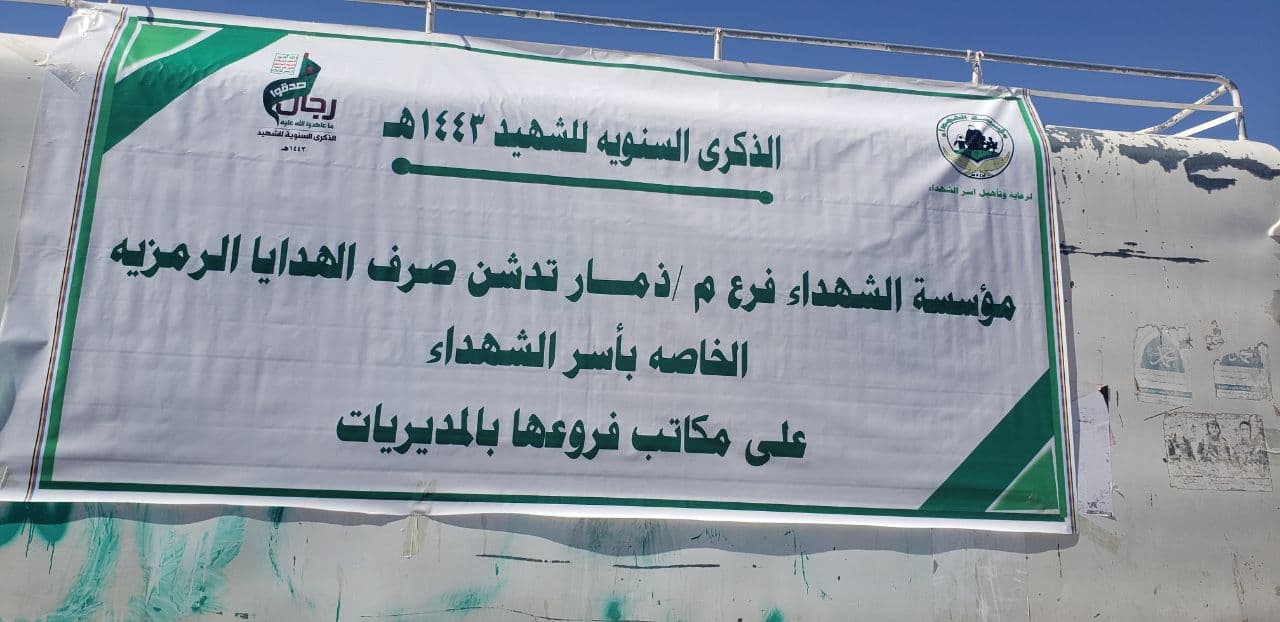 الذكرى السنويه للشهيد ١٤٤٣هـ
مؤسسة الشهداء فرع م /ذمار تدشن صرف الهدايا الرمزيه
الخاصه بأسر الشهداء
على مكاتب فروعها بالمديريات
لرعايه وتأهيل اسر الشهداء
رجال صدقوا
ما عاهدوا الله عليه
الذكرى السنوية للشهيد
١٤٤٣هـ